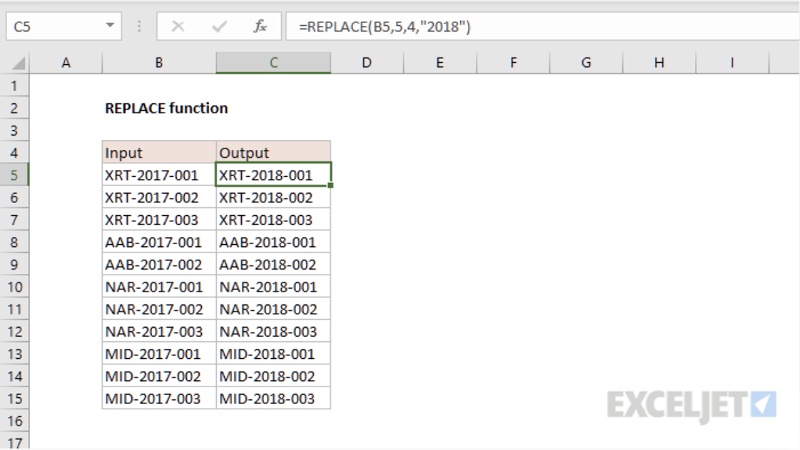 C5 fx =REPLACE(B5,5,4,"2018")
A B C D E F G H I
1
2 REPLACE function
3
4 Input Output
5 XRT-2017-001 XRT-2018-001
6 XRT-2017-002 XRT-2018-002
7 XRT-2017-003 XRT-2018-003
8 AAB-2017-001 AAB-2018-001
9 AAB-2017-002 AAB-2018-002
10 NAR-2017-001 NAR-2018-001
11 NAR-2017-002 NAR-2018-002
12 NAR-2017-003 NAR-2018-003
13 MID-2017-001 MID-2018-001
14 MID-2017-002 MID-2018-002
15 MID-2017-003 MID-2018-003
EXCELJET
16
17